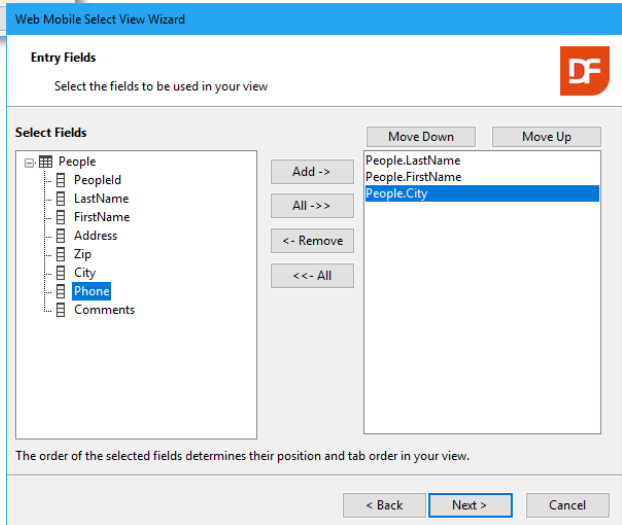 Web Mobile Select View Wizard
Entry Fields
Select the fields to be used in your view
DF
Select Fields
Move Down
Move Up
People
PeopleId
LastName
FirstName
Address
Zip
City
Phone
Comments
Add ->
All ->>
<- Remove
<<- All
People.LastName
People.FirstName
People.City
The order of the selected fields determines their position and tab order in your view.
< Back
Next >
Cancel